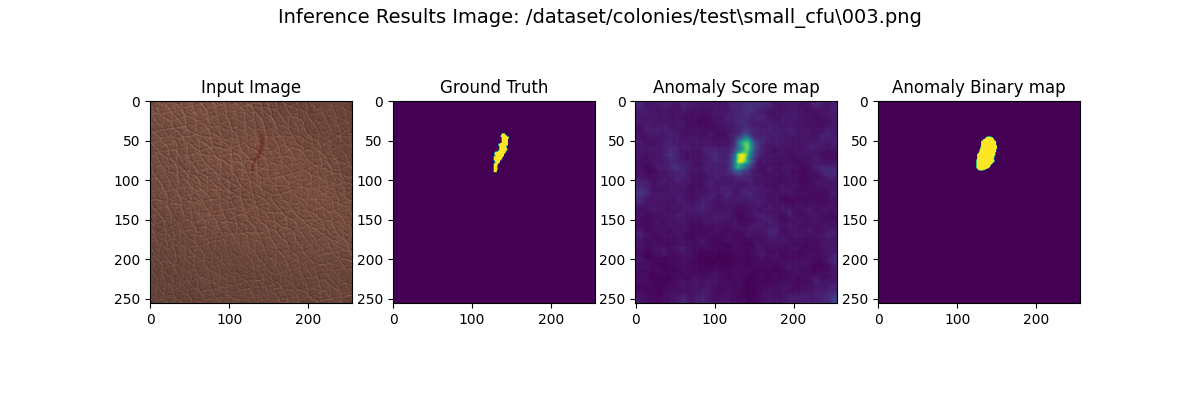 Inference Results Image: /dataset/colonies/test\small_cfu\003.png
Input Image
0
50
100
150
200
250
0 100 200
Ground Truth
0
50
100
150
200
250
0 100 200
Anomaly Score map
0
50
100
150
200
250
0 100 200
Anomaly Binary map
0
50
100
150
200
250
0 100 200